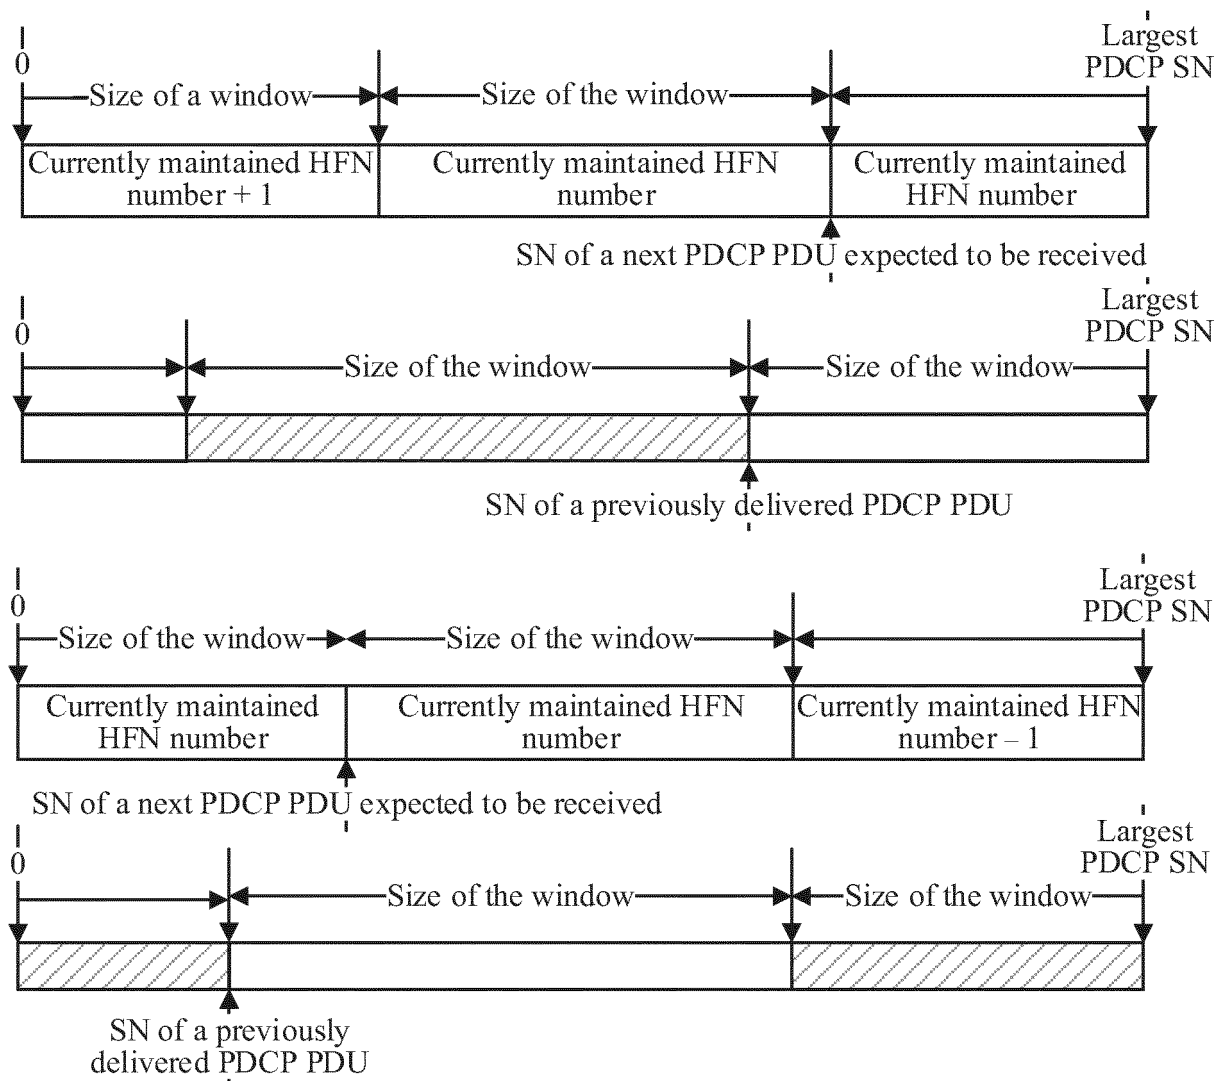 Largest
PDCP SN
0
Size of a window
Size of the window
Currently maintained HFN
number + 1
Currently maintained HFN
number
Currently maintained
HFN number
SN of a next PDCP PDU expected to be received
Largest
PDCP SN
0
Size of the window
Size of the window
SN of a previously delivered PDCP PDU
Largest
PDCP SN
0
Size of the window
Size of the window
Currently maintained
HFN number
Currently maintained HFN
number
Currently maintained HFN
number – 1
SN of a next PDCP PDU expected to be received
Largest
PDCP SN
0
Size of the window
Size of the window
SN of a previously
delivered PDCP PDU